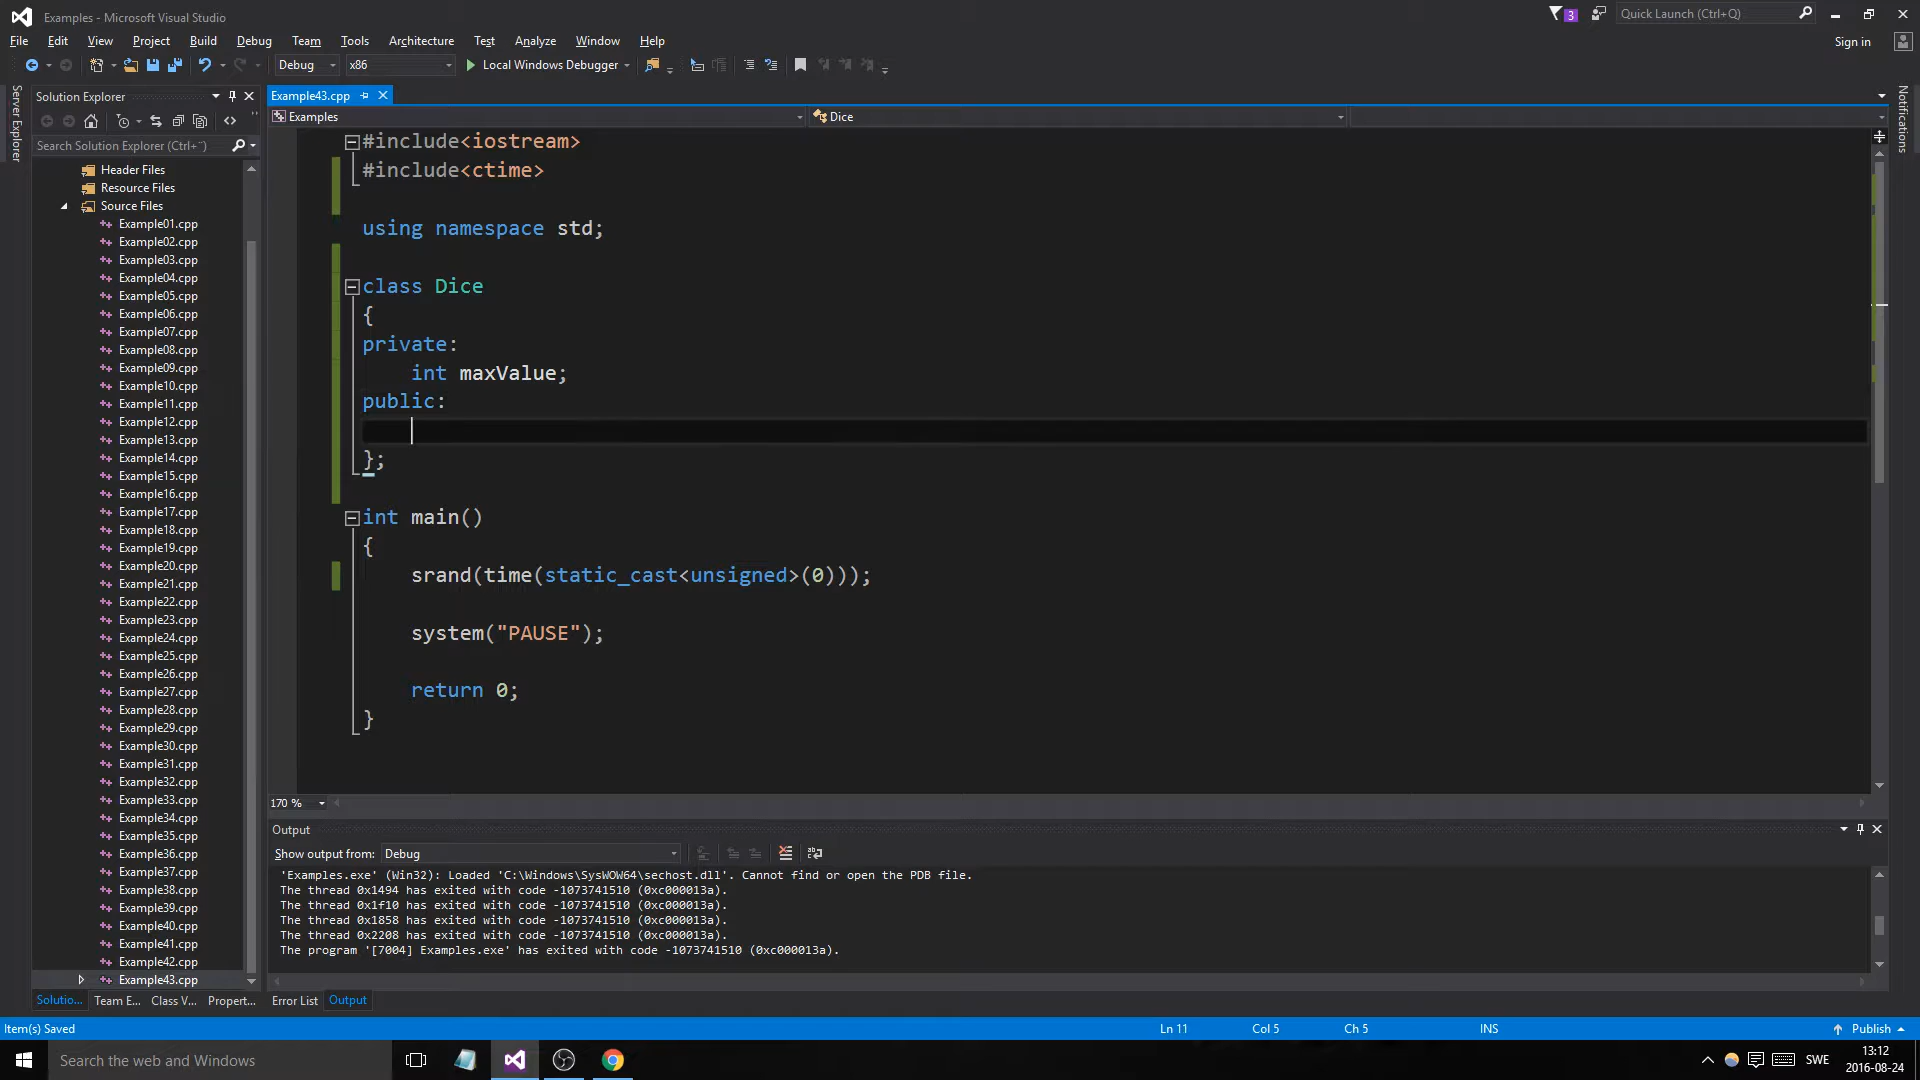 Examples - Microsoft Visual Studio
3
Quick Launch (Ctrl+Q)
File Edit View Project Build Debug Team Tools Architecture Test Analyze Window Help
Sign in
Debug x86 Local Windows Debugger
Server Explorer
Solution Explorer
Search Solution Explorer (Ctrl+¨)
Header Files
Resource Files
Source Files
Example01.cpp
Example02.cpp
Example03.cpp
Example04.cpp
Example05.cpp
Example06.cpp
Example07.cpp
Example08.cpp
Example09.cpp
Example10.cpp
Example11.cpp
Example12.cpp
Example13.cpp
Example14.cpp
Example15.cpp
Example16.cpp
Example17.cpp
Example18.cpp
Example19.cpp
Example20.cpp
Example21.cpp
Example22.cpp
Example23.cpp
Example24.cpp
Example25.cpp
Example26.cpp
Example27.cpp
Example28.cpp
Example29.cpp
Example30.cpp
Example31.cpp
Example32.cpp
Example33.cpp
Example34.cpp
Example35.cpp
Example36.cpp
Example37.cpp
Example38.cpp
Example39.cpp
Example40.cpp
Example41.cpp
Example42.cpp
Example43.cpp
Solutio... Team E... Class V... Propert...
Example43.cpp
Examples Dice
#include<iostream>
#include<ctime>
using namespace std;
class Dice
{
private:
int maxValue;
public:
};
int main()
{
srand(time(static_cast<unsigned>(0)));
system("PAUSE");
return 0;
}
170 %
Notifications
Output
Show output from: Debug
'Examples.exe' (Win32): Loaded 'C:\Windows\SysWOW64\sechost.dll'. Cannot find or open the PDB file.
The thread 0x1494 has exited with code -1073741510 (0xc000013a).
The thread 0x1f10 has exited with code -1073741510 (0xc000013a).
The thread 0x1858 has exited with code -1073741510 (0xc000013a).
The thread 0x2208 has exited with code -1073741510 (0xc000013a).
The program '[7004] Examples.exe' has exited with code -1073741510 (0xc000013a).
Error List Output
Item(s) Saved Ln 11 Col 5 Ch 5 INS Publish
Search the web and Windows
SWE
13:12
2016-08-24